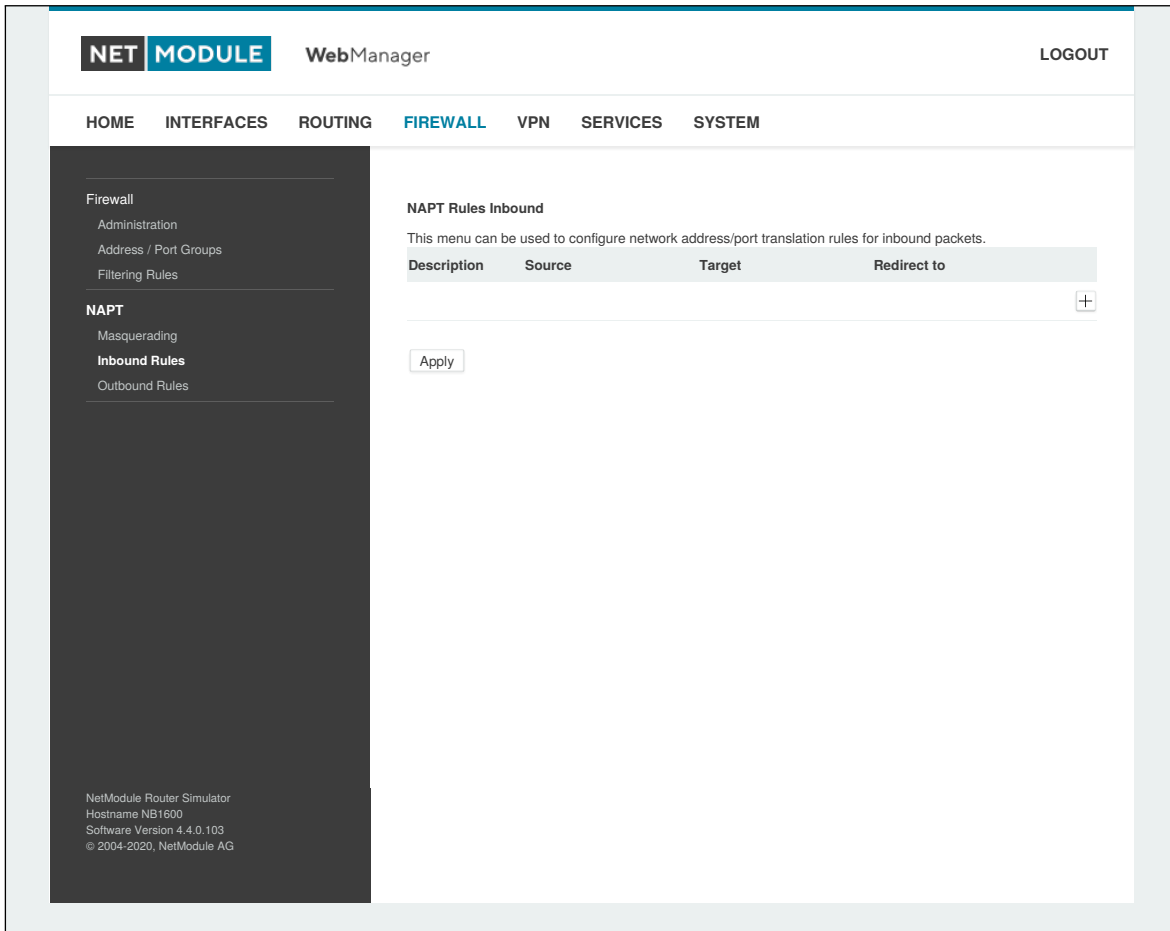 NET MODULE WebManager LOGOUT
HOME INTERFACES ROUTING FIREWALL VPN SERVICES SYSTEM
Firewall
Administration
Address / Port Groups
Filtering Rules
NAPT
Masquerading
Inbound Rules
Outbound Rules
NAPT Rules Inbound
This menu can be used to configure network address/port translation rules for inbound packets.
Description Source Target Redirect to
Apply
NetModule Router Simulator
Hostname NB1600
Software Version 4.4.0.103
© 2004-2020, NetModule AG